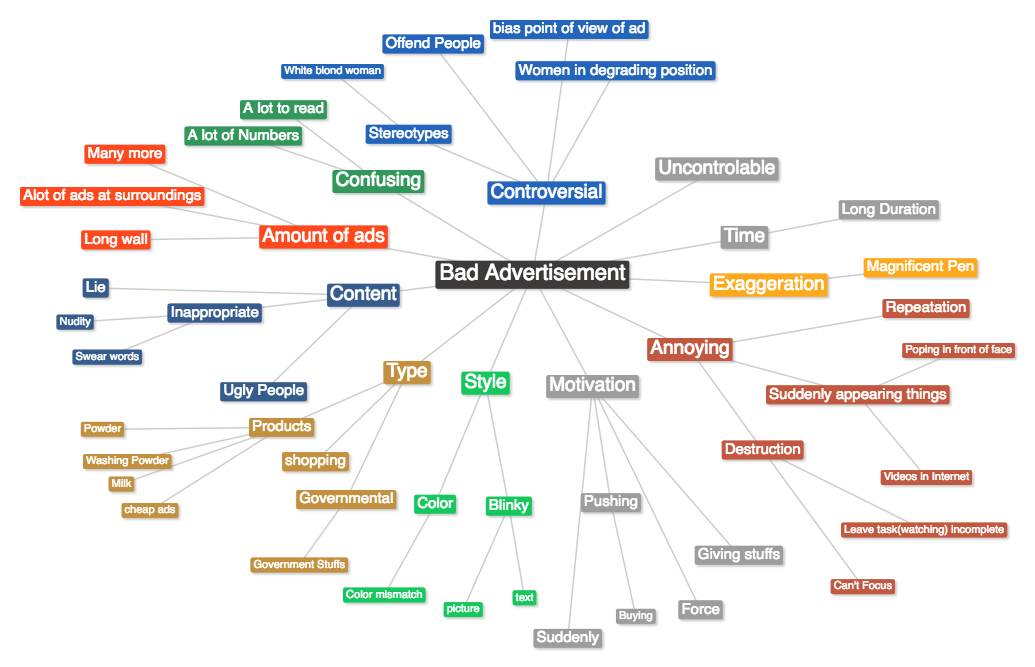 bias point of view of ad
Offend People
Women in degrading position
White blond woman
A lot to read
Stereotypes
A lot of Numbers
Many more
Uncontrolable
Confusing
Controversial
Alot of ads at surroundings
Long Duration
Long wall
Amount of ads
Time
Magnificent Pen
Bad Advertisement
Exaggeration
Lie
Content
Repeatation
Inappropriate
Nudity
Annoying
Poping in front of face
Swear words
Type
Style
Motivation
Ugly People
Suddenly appearing things
Powder
Products
Destruction
Washing Powder
shopping
Milk
Videos in Internet
Governmental
Color
Blinky
Pushing
cheap ads
Leave task(watching) incomplete
Giving stuffs
Government Stuffs
Can't Focus
Color mismatch
text
picture
Force
Buying
Suddenly